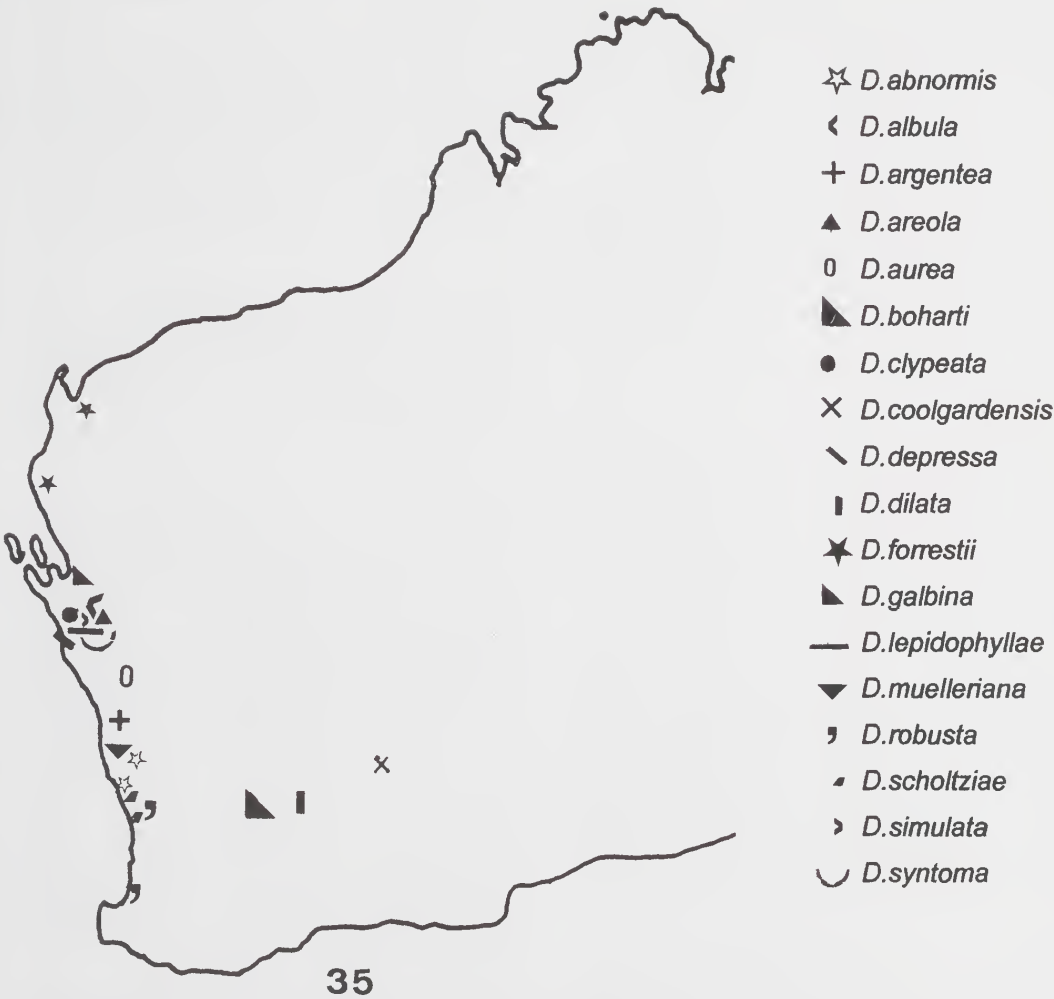 D.abnormis
D.albula
D.argentea
D.areola
D.aurea
D.boharti
D.clypeata
D.coolgardensis
D.depressa
D.dilata
D.forrestii
D.galbina
D.lepidophyllae
D.muelleriana
D.robusta
D.scholtziae
D.simulata
D.syntoma
35